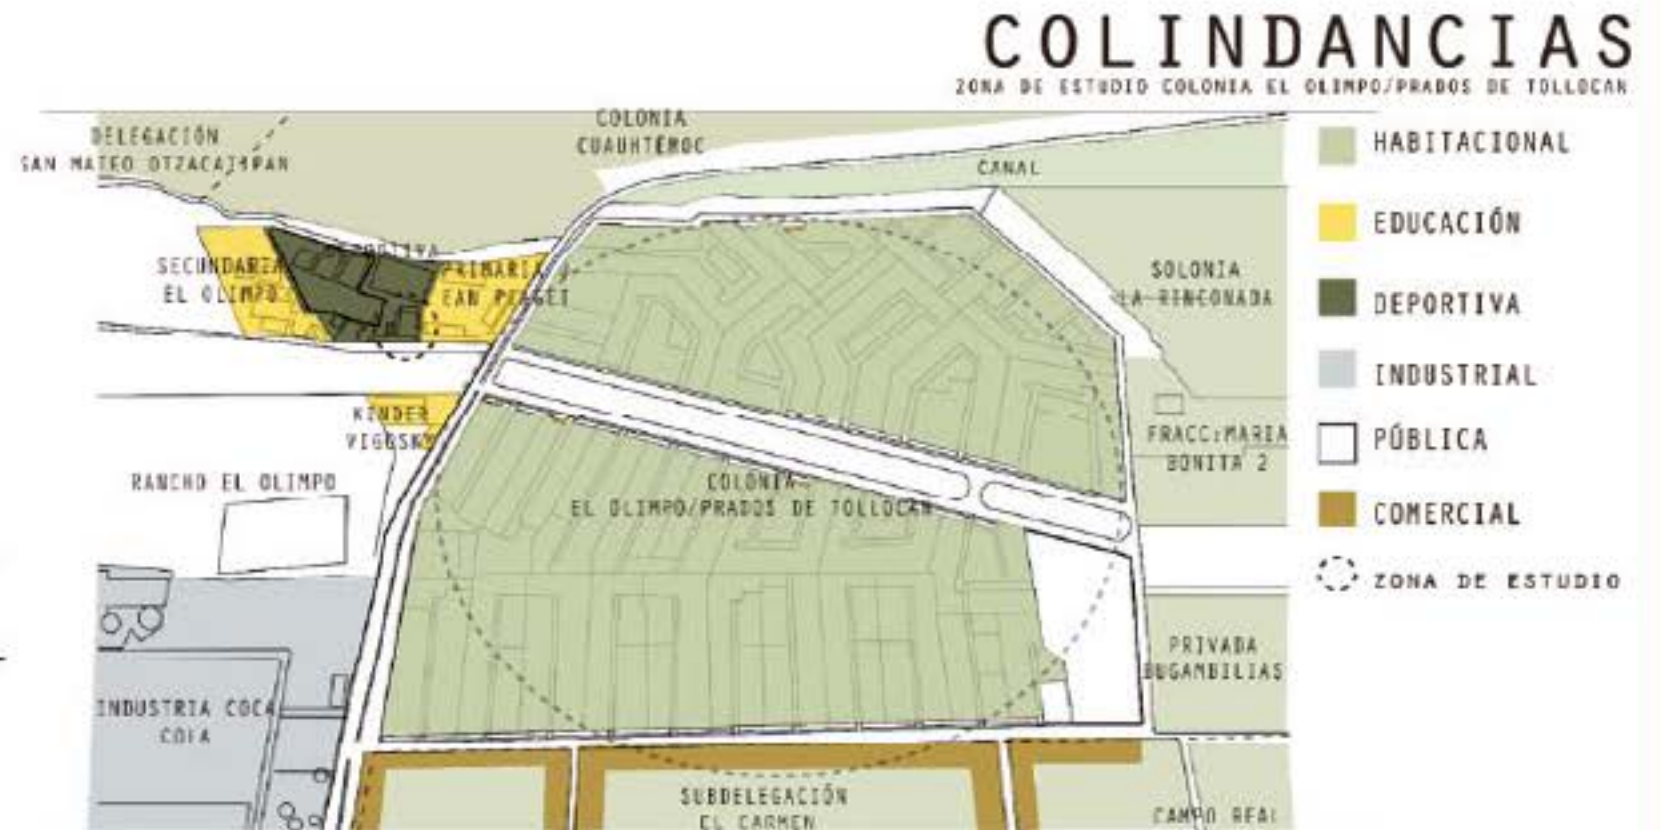 COLINDANCIAS
ZONA DE ESTUDIO COLONIA EL OLIMPO/PRADOS DE TOLLOCAN
DELEGACIÓN
SAN MATEO OTZACATIPAN
COLONIA
CUAUHTÉMOC
CANAL
SECUNDARIA
EL OLIMPO
PRIMARIA
SOLONIA
LA RINCONADA
KINDER
RANCHO EL OLIMPO
FRACC.MARIA
BONITA 2
COLONIA
EL OLIMPO/PRADOS DE TOLLOCAN
INDUSTRIA COCA
COLA
PRIVADA
BUGAMBILIAS
SUBDELEGACIÓN
EL CARMEN
CAMPO REAL
HABITACIONAL
EDUCACIÓN
DEPORTIVA
INDUSTRIAL
PÚBLICA
COMERCIAL
ZONA DE ESTUDIO